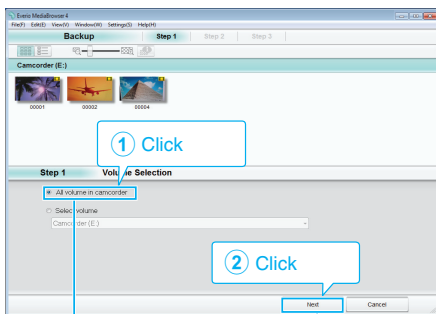 Everio MediaBrowser 4
File(F) Edit(E) View(V) Window(W) Settings(S) Help(H)
Backup Step 1 Step 2 Step 3
Camcorder (E:)
00001 00002 00004
1 Click
Step 1 Volume Selection
All volume in camcorder
Select volume
Camcorder (E:)
2 Click
Next Cancel